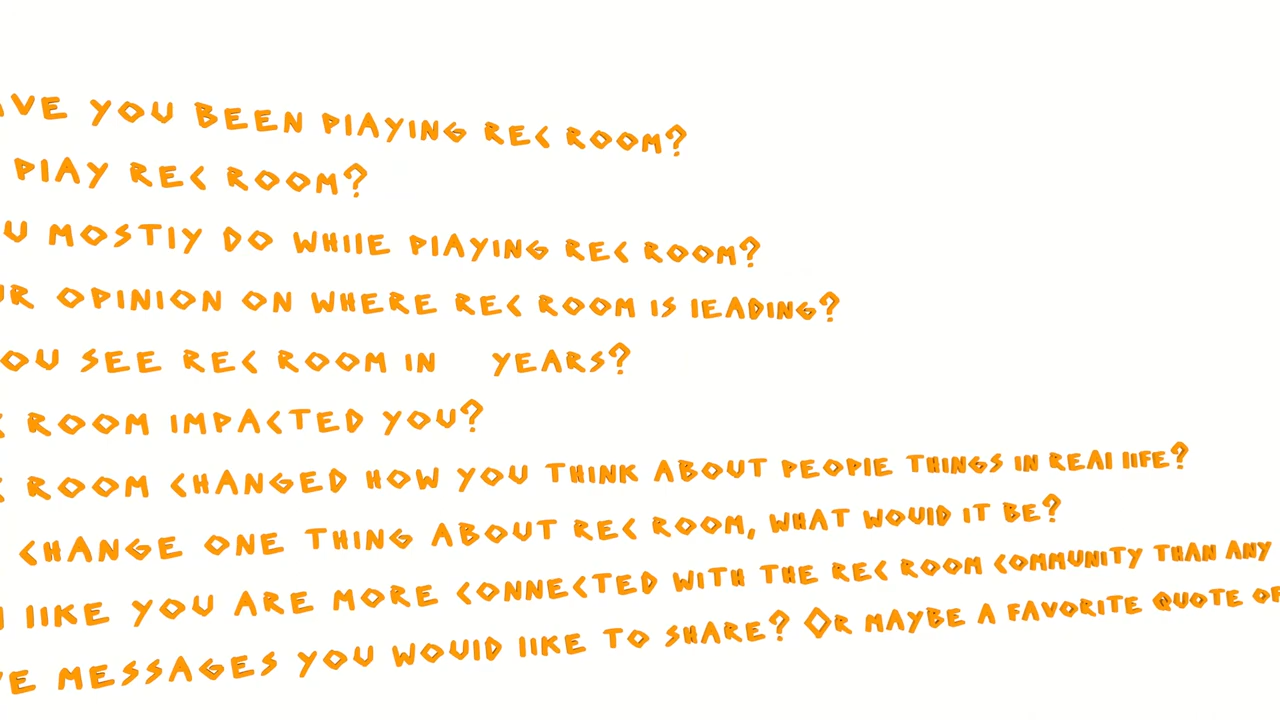 AVE YOU BEEN PLAYING REC ROOM?
PLAY REC ROOM?
U MOSTLY DO WHILE PLAYING REC ROOM?
UR OPINION ON WHERE REC ROOM IS LEADING?
OU SEE REC ROOM IN YEARS?
C ROOM IMPACTED YOU?
C ROOM CHANGED HOW YOU THINK ABOUT PEOPLE THINGS IN REAL LIFE?
CHANGE ONE THING ABOUT REC ROOM, WHAT WOULD IT BE?
LIKE YOU ARE MORE CONNECTED WITH THE REC ROOM COMMUNITY THAN ANY
VE MESSAGES YOU WOULD LIKE TO SHARE? OR MAYBE A FAVORITE QUOTE OF